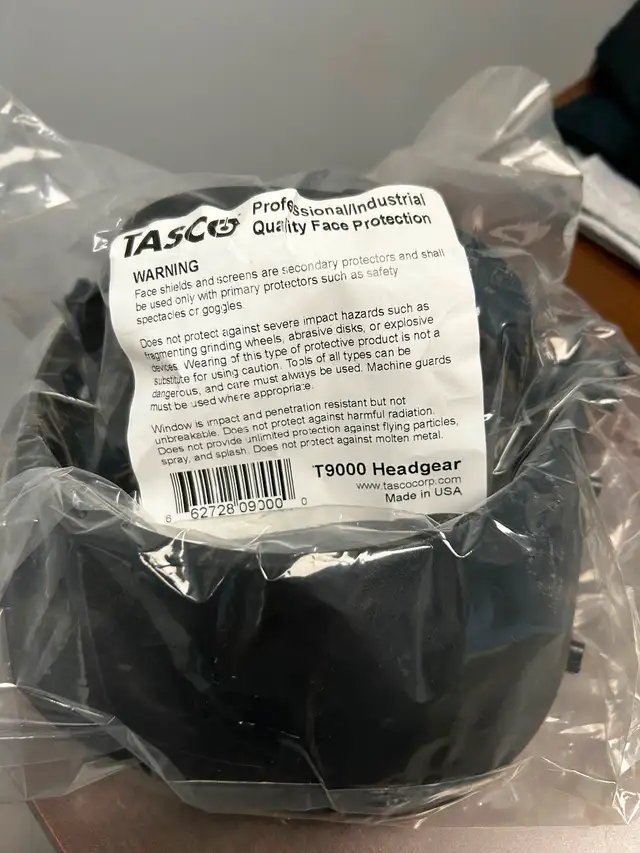 TASCO Professional/Industrial
Quality Face Protection
WARNING
Face shields and screens are secondary protectors and shall
be used only with primary protectors such as safety
spectacles or goggles.
Does not protect against severe impact hazards such as
fragmenting grinding wheels, abrasive disks, or explosive
devices. Wearing of this type of protective product is not a
substitute for using caution. Tools of all types can be
dangerous, and care must always be used. Machine guards
must be used where appropriate.
Window is impact and penetration resistant but not
unbreakable. Does not protect against harmful radiation.
Does not provide unlimited protection against flying particles,
spray, and splash. Does not protect against molten metal.
T9000 Headgear
www.tascocorp.com
Made in USA
6 62728 09000 0